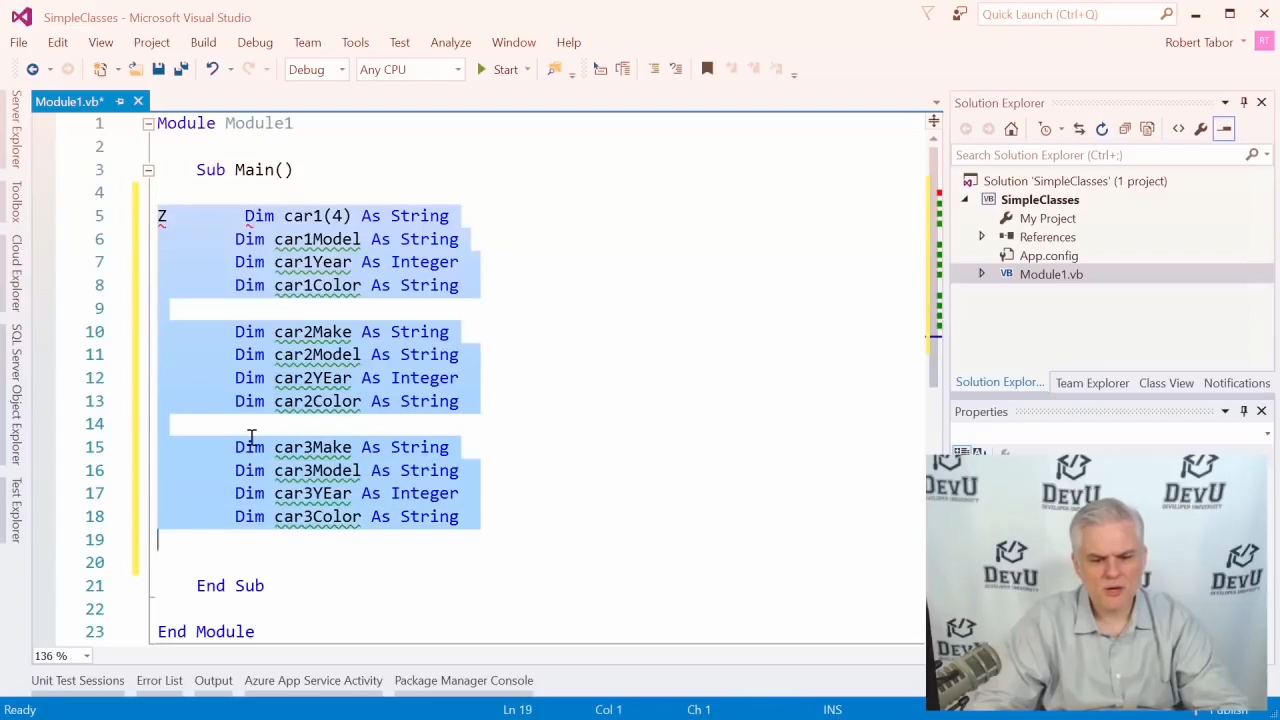 SimpleClasses - Microsoft Visual Studio
Quick Launch (Ctrl+Q)
File Edit View Project Build Debug Team Tools Test Analyze Window Help
Robert Tabor RT
Debug Any CPU Start
Module1.vb*
Server Explorer
Toolbox
Cloud Explorer
SQL Server Object Explorer
Test Explorer
1 Module Module1
2
3 Sub Main()
4
5 Z Dim car1(4) As String
6 Dim car1Model As String
7 Dim car1Year As Integer
8 Dim car1Color As String
9
10 Dim car2Make As String
11 Dim car2Model As String
12 Dim car2YEar As Integer
13 Dim car2Color As String
14
15 Dim car3Make As String
16 Dim car3Model As String
17 Dim car3YEar As Integer
18 Dim car3Color As String
19
20
21 End Sub
22
23 End Module
136 %
Solution Explorer
Search Solution Explorer (Ctrl+;)
Solution 'SimpleClasses' (1 project)
VB SimpleClasses
My Project
References
App.config
VB Module1.vb
Solution Explor... Team Explorer Class View Notifications
Properties
DEVU DEVU DEVU
DEVELOPER UNIVERSITY
DEVU DEVU
Unit Test Sessions Error List Output Azure App Service Activity Package Manager Console
Ready Ln 19 Col 1 Ch 1 INS